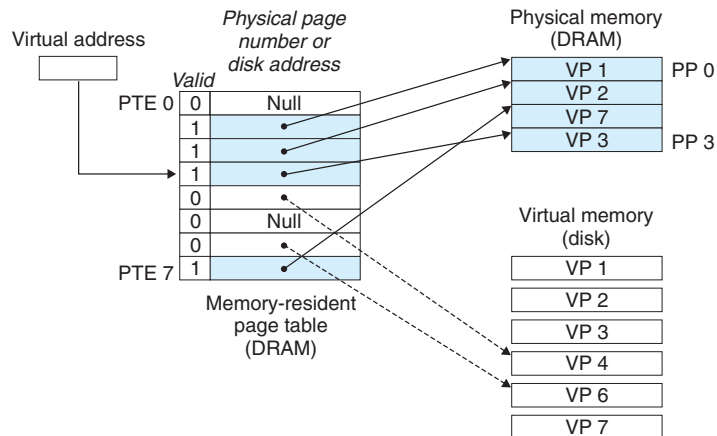 Virtual address
Physical page
number or
disk address
Valid
PTE 0
0
Null
1
1
1
0
0
Null
0
PTE 7
1
Memory-resident
page table
(DRAM)
Physical memory
(DRAM)
VP 1
PP 0
VP 2
VP 7
VP 3
PP 3
Virtual memory
(disk)
VP 1
VP 2
VP 3
VP 4
VP 6
VP 7